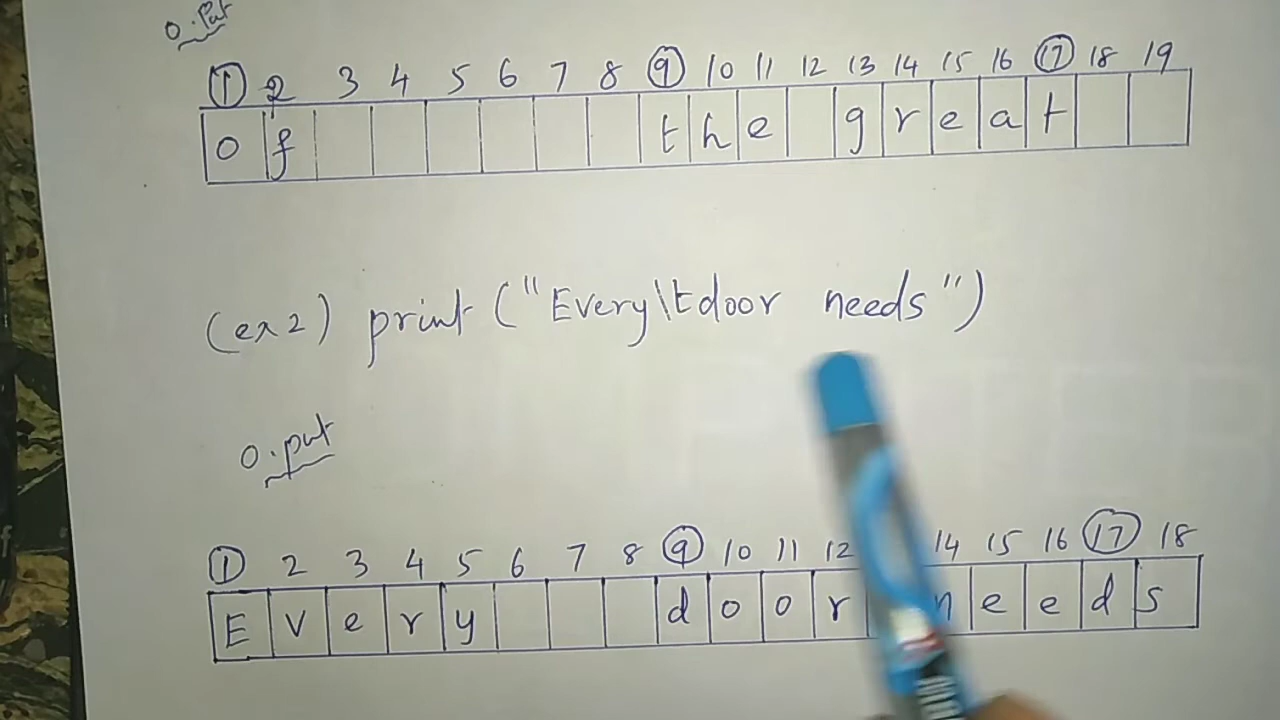 o.put
1 2 3 4 5 6 7 8 9 10 11 12 13 14 15 16 17 18 19
o f t h e g r e a t
(ex2) print ("Every\tdoor needs")
o.put
1 2 3 4 5 6 7 8 9 10 11 12 14 15 16 17 18
E v e r y d o o r n e e d s